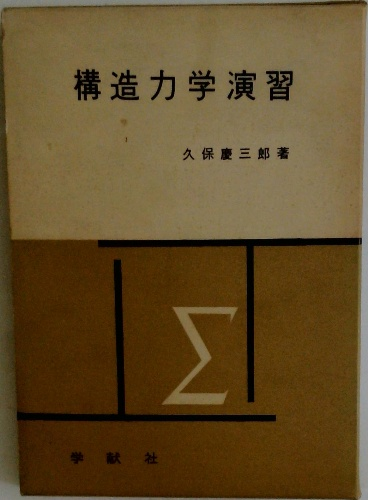 構造力学演習
久保慶三郎著
Σ
学献社